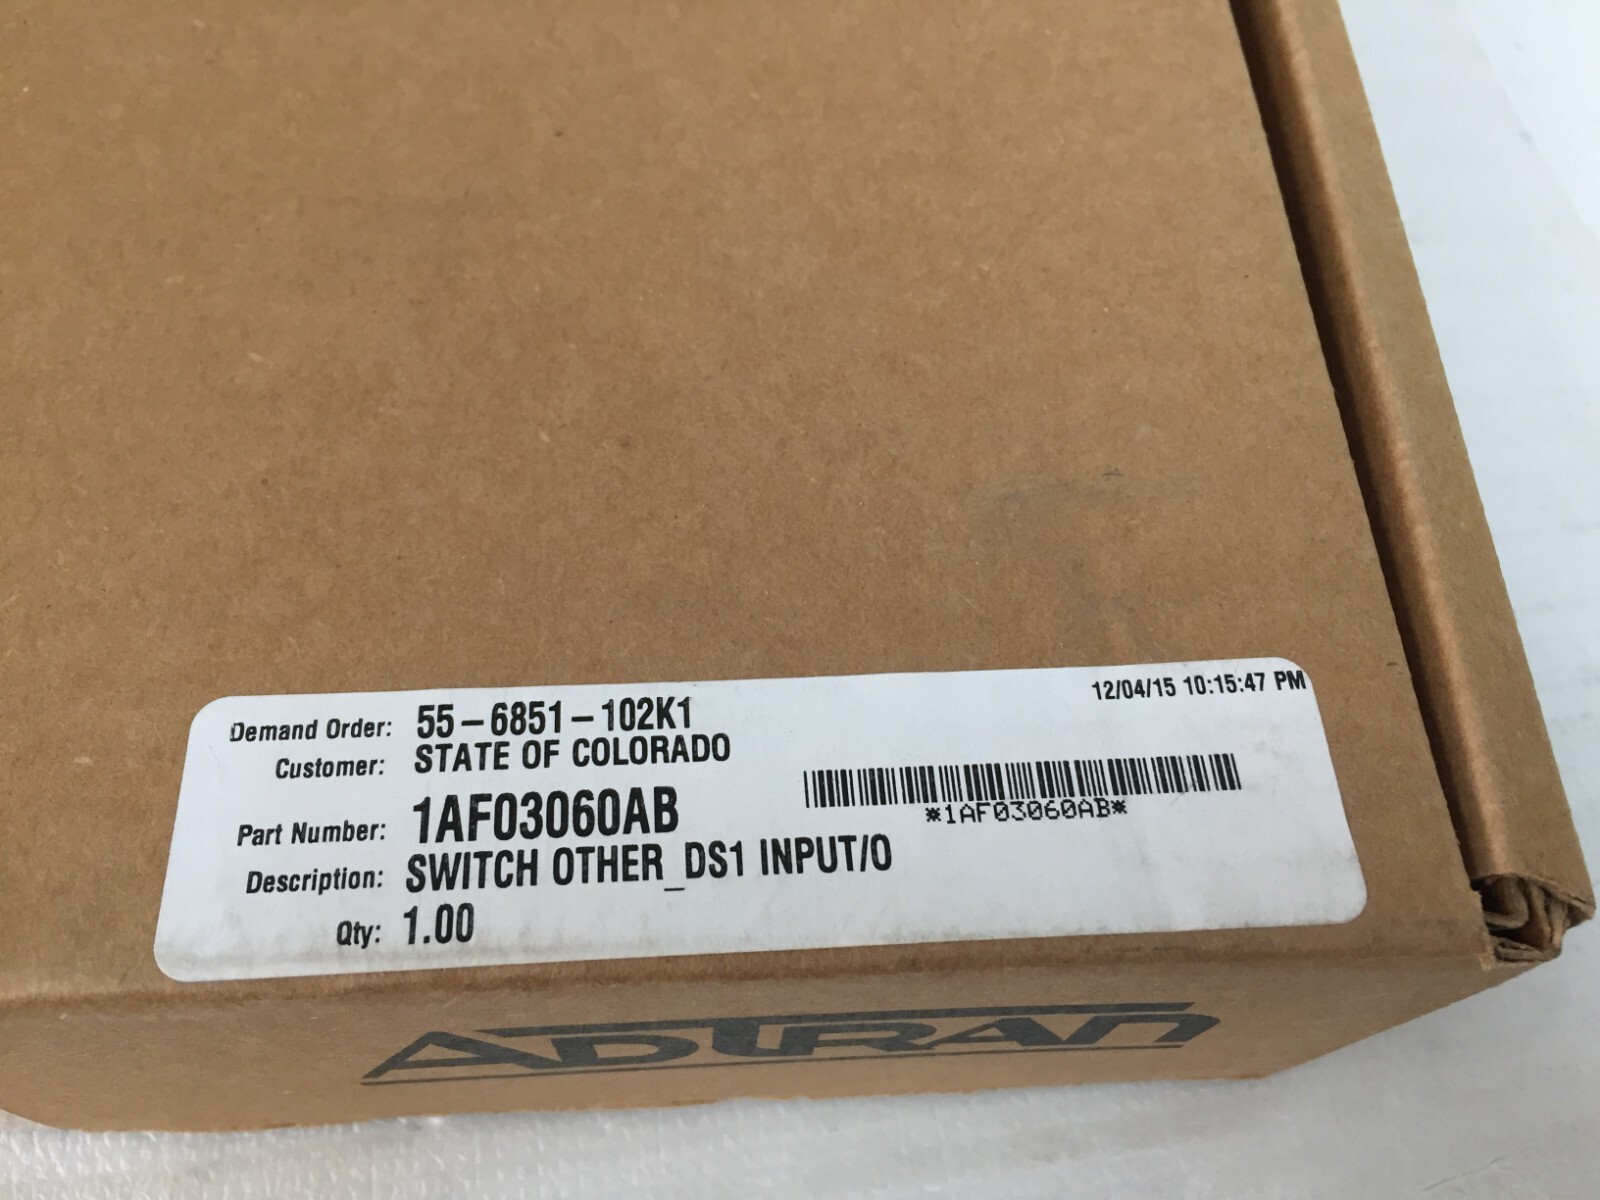 12/04/15 10:15:47 PM
Demand Order: 55-6851-102K1
Customer: STATE OF COLORADO
Part Number: 1AF03060AB
*1AF03060AB*
Description: SWITCH OTHER_DS1 INPUT/O
Qty: 1.00
ADTRAN